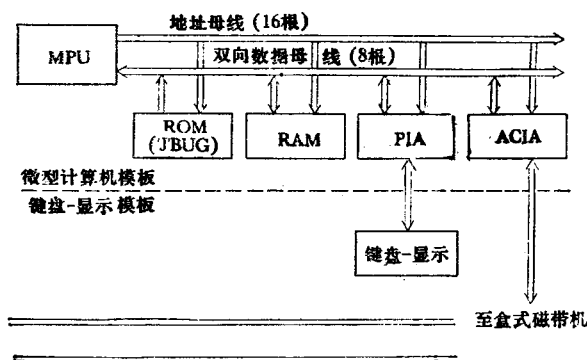 地址母线 (16根)
MPU
双向数据母线 (8根)
ROM
(JBUG)
RAM
PIA
ACIA
微型计算机模板
键盘-显示模板
键盘-显示
至盒式磁带机